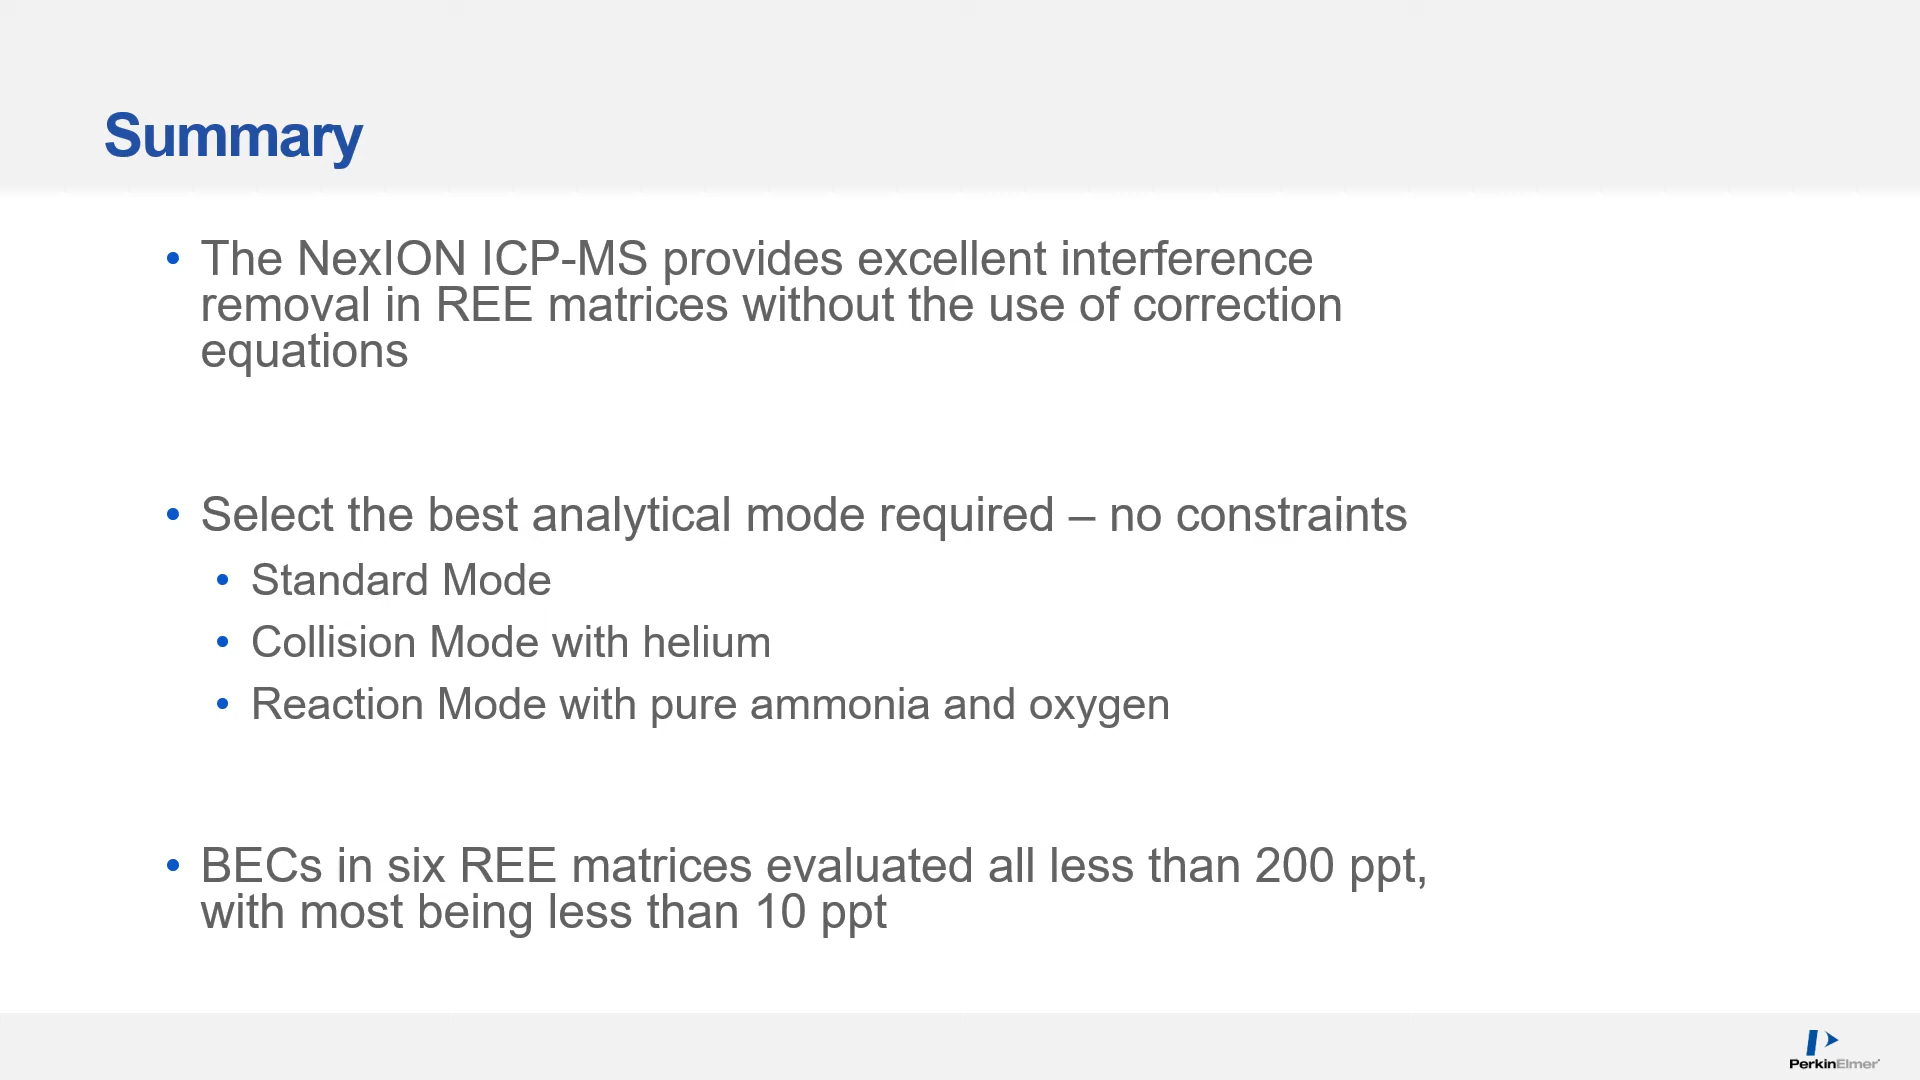 Summary
• The NexION ICP-MS provides excellent interference
removal in REE matrices without the use of correction
equations
• Select the best analytical mode required – no constraints
• Standard Mode
• Collision Mode with helium
• Reaction Mode with pure ammonia and oxygen
• BECs in six REE matrices evaluated all less than 200 ppt,
with most being less than 10 ppt
PerkinElmer